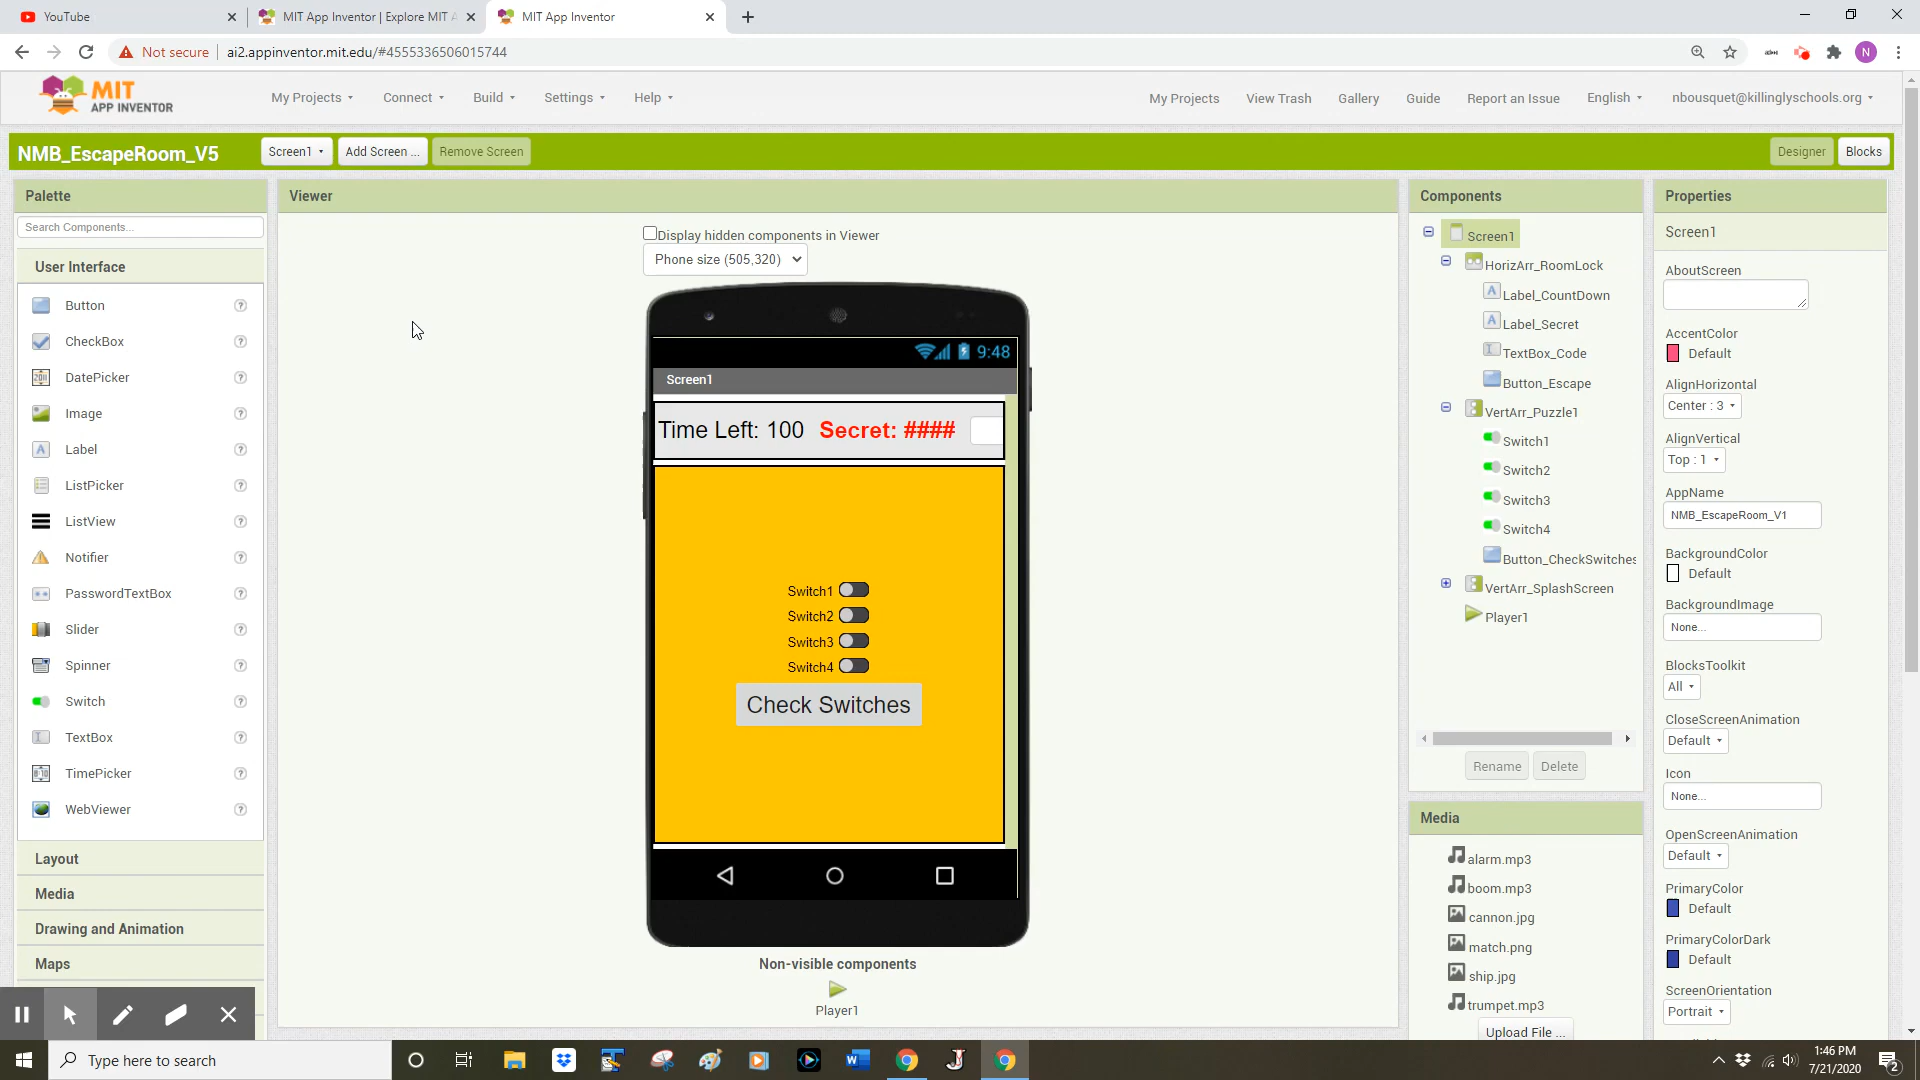 YouTube
MIT App Inventor | Explore MIT A
MIT App Inventor
Not secure
ai2.appinventor.mit.edu/#4555336506015744
N
MIT
APP INVENTOR
My Projects
Connect
Build
Settings
Help
My Projects
View Trash
Gallery
Guide
Report an Issue
English
nbousquet@killinglyschools.org
NMB_EscapeRoom_V5
Screen1
Add Screen ...
Remove Screen
Designer
Blocks
Palette
Search Components...
User Interface
Button
CheckBox
DatePicker
Image
Label
ListPicker
ListView
Notifier
PasswordTextBox
Slider
Spinner
Switch
TextBox
TimePicker
WebViewer
Layout
Media
Drawing and Animation
Maps
Viewer
Display hidden components in Viewer
Phone size (505,320)
9:48
Screen1
Time Left: 100 Secret: ####
Switch1
Switch2
Switch3
Switch4
Check Switches
Non-visible components
Player1
Components
Screen1
HorizArr_RoomLock
Label_CountDown
Label_Secret
TextBox_Code
Button_Escape
VertArr_Puzzle1
Switch1
Switch2
Switch3
Switch4
Button_CheckSwitches
VertArr_SplashScreen
Player1
Rename
Delete
Media
alarm.mp3
boom.mp3
cannon.jpg
match.png
ship.jpg
trumpet.mp3
Upload File ...
Properties
Screen1
AboutScreen
AccentColor
Default
AlignHorizontal
Center : 3
AlignVertical
Top : 1
AppName
NMB_EscapeRoom_V1
BackgroundColor
Default
BackgroundImage
None...
BlocksToolkit
All
CloseScreenAnimation
Default
Icon
None...
OpenScreenAnimation
Default
PrimaryColor
Default
PrimaryColorDark
Default
ScreenOrientation
Portrait
Type here to search
1:46 PM
7/21/2020
2